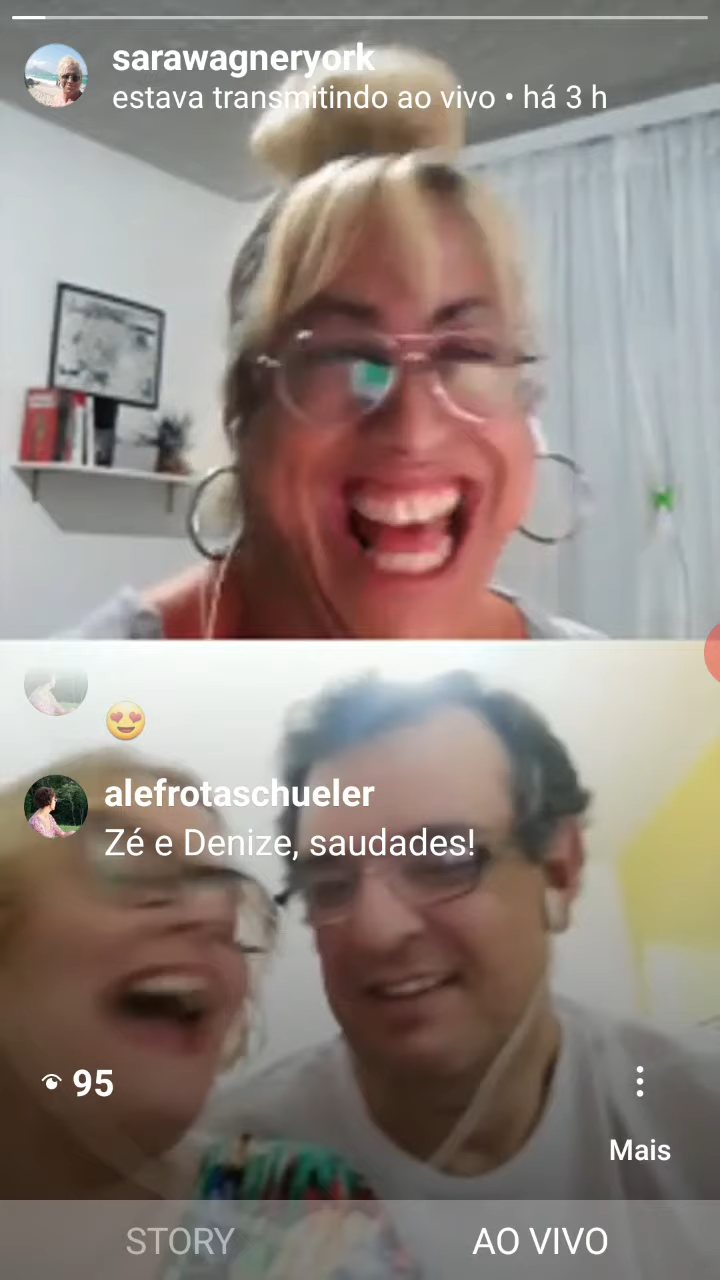 sarawagneryork
estava transmitindo ao vivo • há 3 h
😍
alefrotaschueler
Zé e Denize, saudades!
95
Mais
STORY
AO VIVO